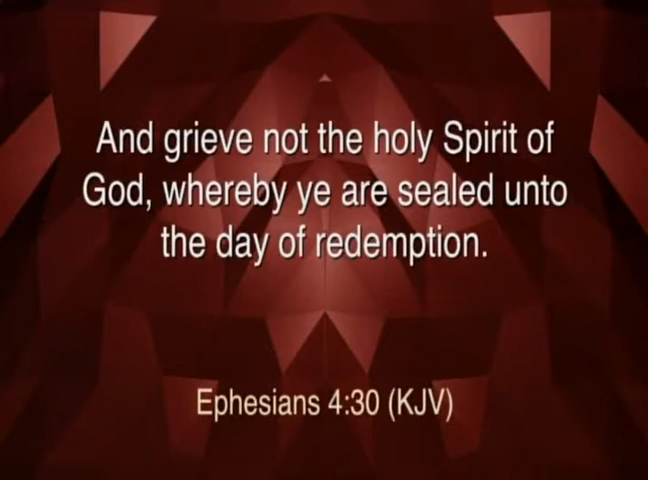 And grieve not the holy Spirit of
God, whereby ye are sealed unto
the day of redemption.
Ephesians 4:30 (KJV)